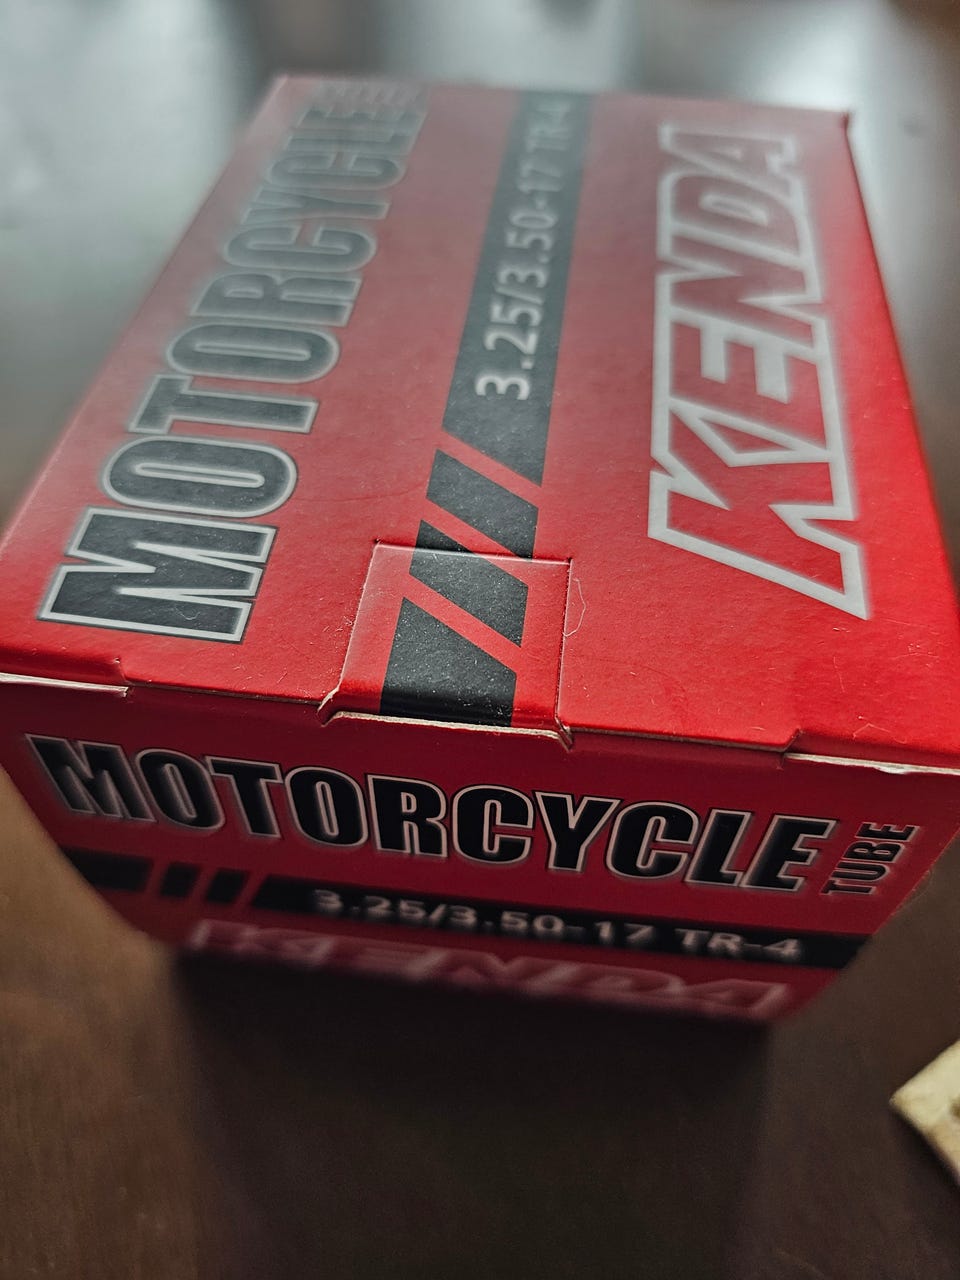 MOTORCYCLE
TUBE
3.25/3.50-17 TR-4
KENDA
MOTORCYCLE
TUBE
3.25/3.50-17 TR-4
KENDA